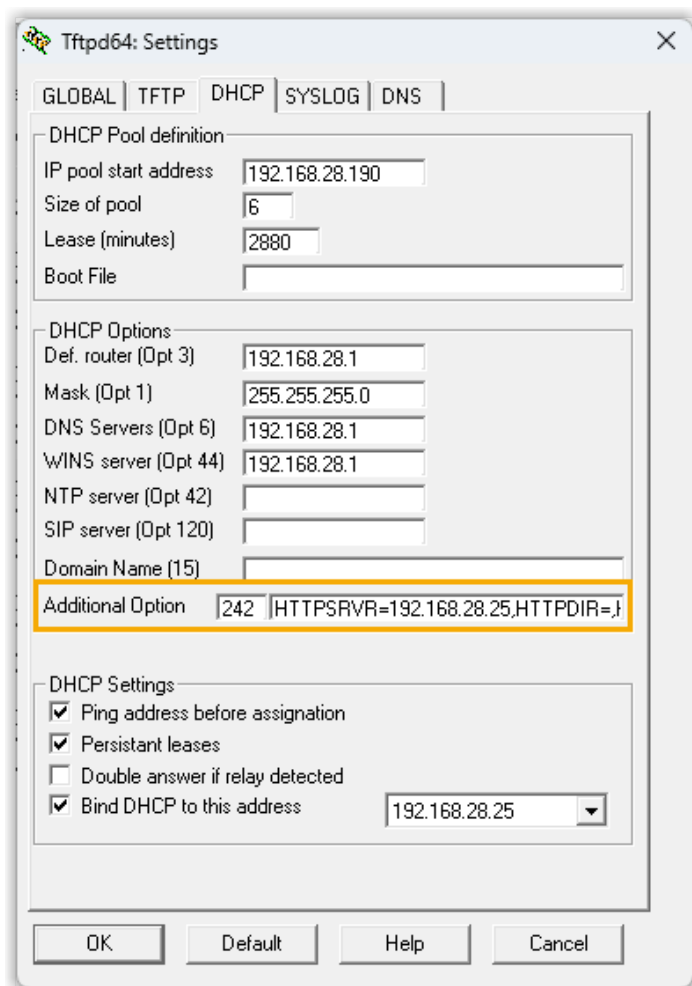 Tftpd64: Settings
GLOBAL TFTP DHCP SYSLOG DNS
DHCP Pool definition
IP pool start address 192.168.28.190
Size of pool 6
Lease (minutes) 2880
Boot File
DHCP Options
Def. router (Opt 3) 192.168.28.1
Mask (Opt 1) 255.255.255.0
DNS Servers (Opt 6) 192.168.28.1
WINS server (Opt 44) 192.168.28.1
NTP server (Opt 42)
SIP server (Opt 120)
Domain Name (15)
Additional Option 242 HTTPSRVR=192.168.28.25,HTTPDIR=,
DHCP Settings
Ping address before assignation
Persistant leases
Double answer if relay detected
Bind DHCP to this address 192.168.28.25
OK Default Help Cancel